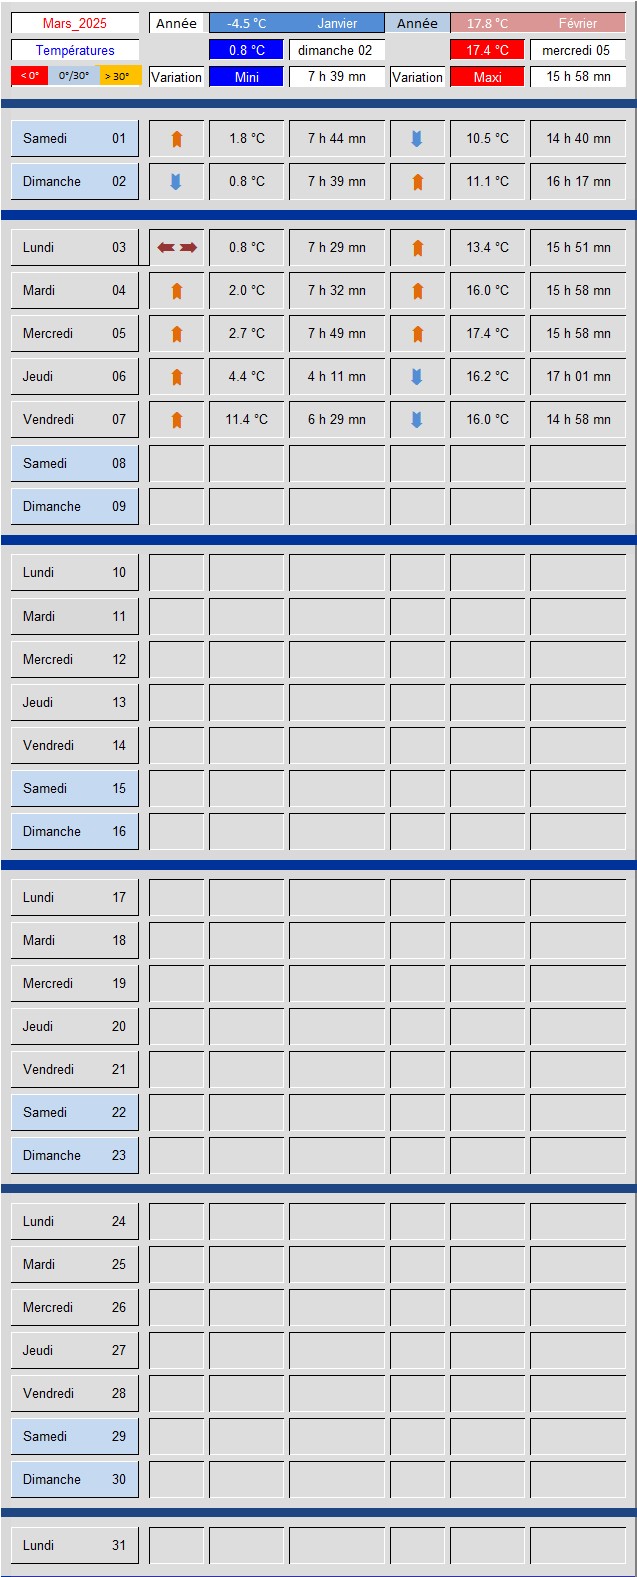 Mars_2025 Année -4.5 °C Janvier Année 17.8 °C Février
Températures 0.8 °C dimanche 02 17.4 °C mercredi 05
< 0° 0°/30° > 30° Variation Mini 7 h 39 mn Variation Maxi 15 h 58 mn
Samedi 01 1.8 °C 7 h 44 mn 10.5 °C 14 h 40 mn
Dimanche 02 0.8 °C 7 h 39 mn 11.1 °C 16 h 17 mn
Lundi 03 0.8 °C 7 h 29 mn 13.4 °C 15 h 51 mn
Mardi 04 2.0 °C 7 h 32 mn 16.0 °C 15 h 58 mn
Mercredi 05 2.7 °C 7 h 49 mn 17.4 °C 15 h 58 mn
Jeudi 06 4.4 °C 4 h 11 mn 16.2 °C 17 h 01 mn
Vendredi 07 11.4 °C 6 h 29 mn 16.0 °C 14 h 58 mn
Samedi 08
Dimanche 09
Lundi 10
Mardi 11
Mercredi 12
Jeudi 13
Vendredi 14
Samedi 15
Dimanche 16
Lundi 17
Mardi 18
Mercredi 19
Jeudi 20
Vendredi 21
Samedi 22
Dimanche 23
Lundi 24
Mardi 25
Mercredi 26
Jeudi 27
Vendredi 28
Samedi 29
Dimanche 30
Lundi 31